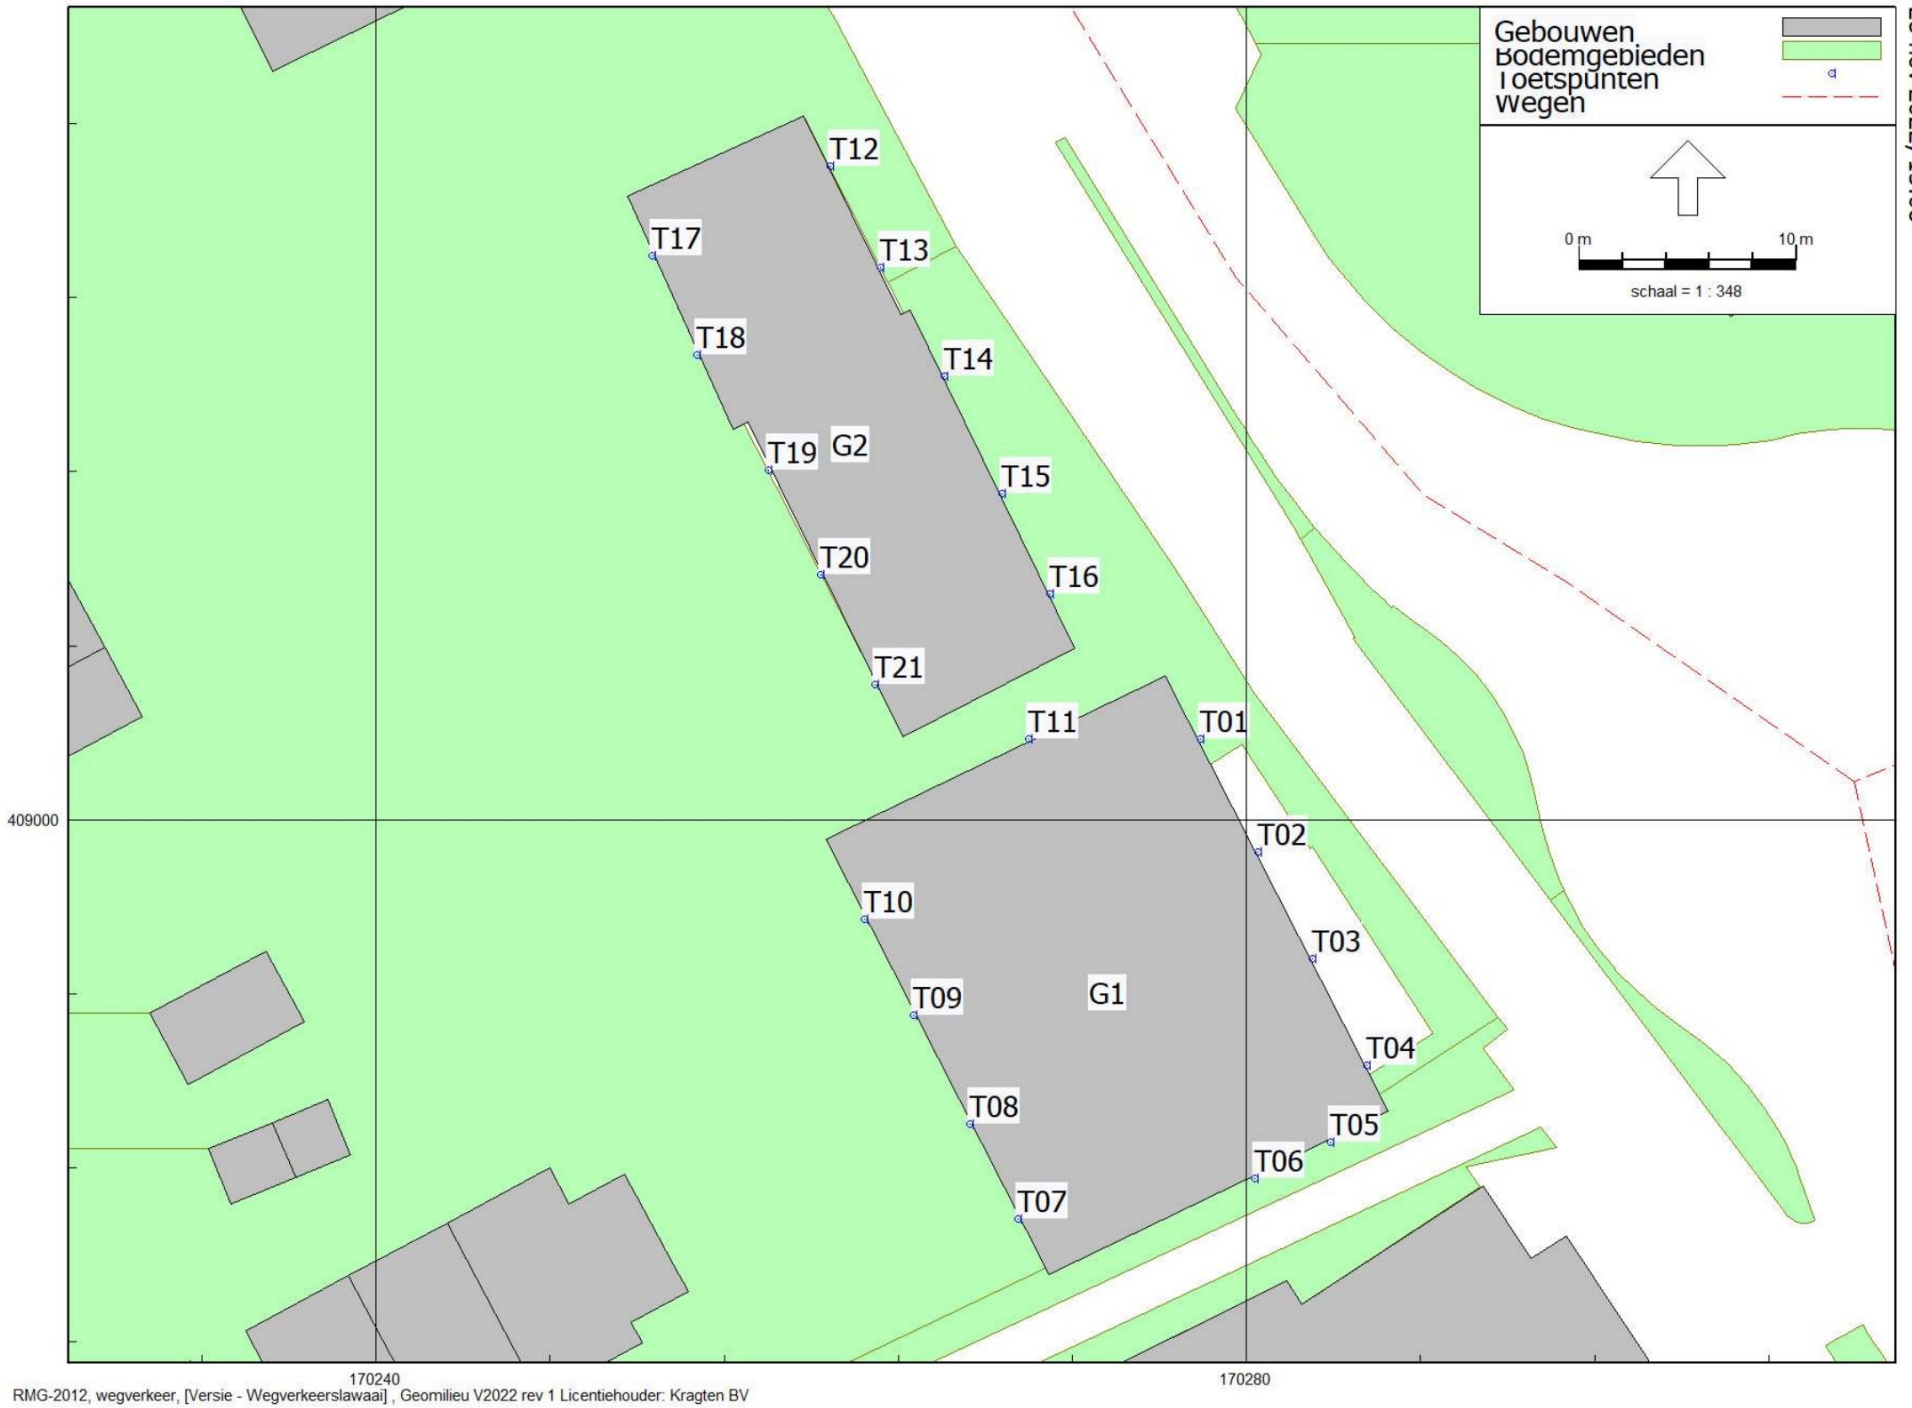 Gebouwen
Bodemgebieden
Toetspunten
Wegen
0 m 10 m
schaal = 1 : 348
T12
T17
T13
T18
T14
T19
G2
T15
T20
T16
T21
T11
T01
409000
T02
T10
T03
T09
G1
T04
T08
T05
T06
T07
170240
170280
RMG-2012, wegverkeer, [Versie - Wegverkeerslawaai] , Geomilieu V2022 rev 1 Licentiehouder: Kragten BV